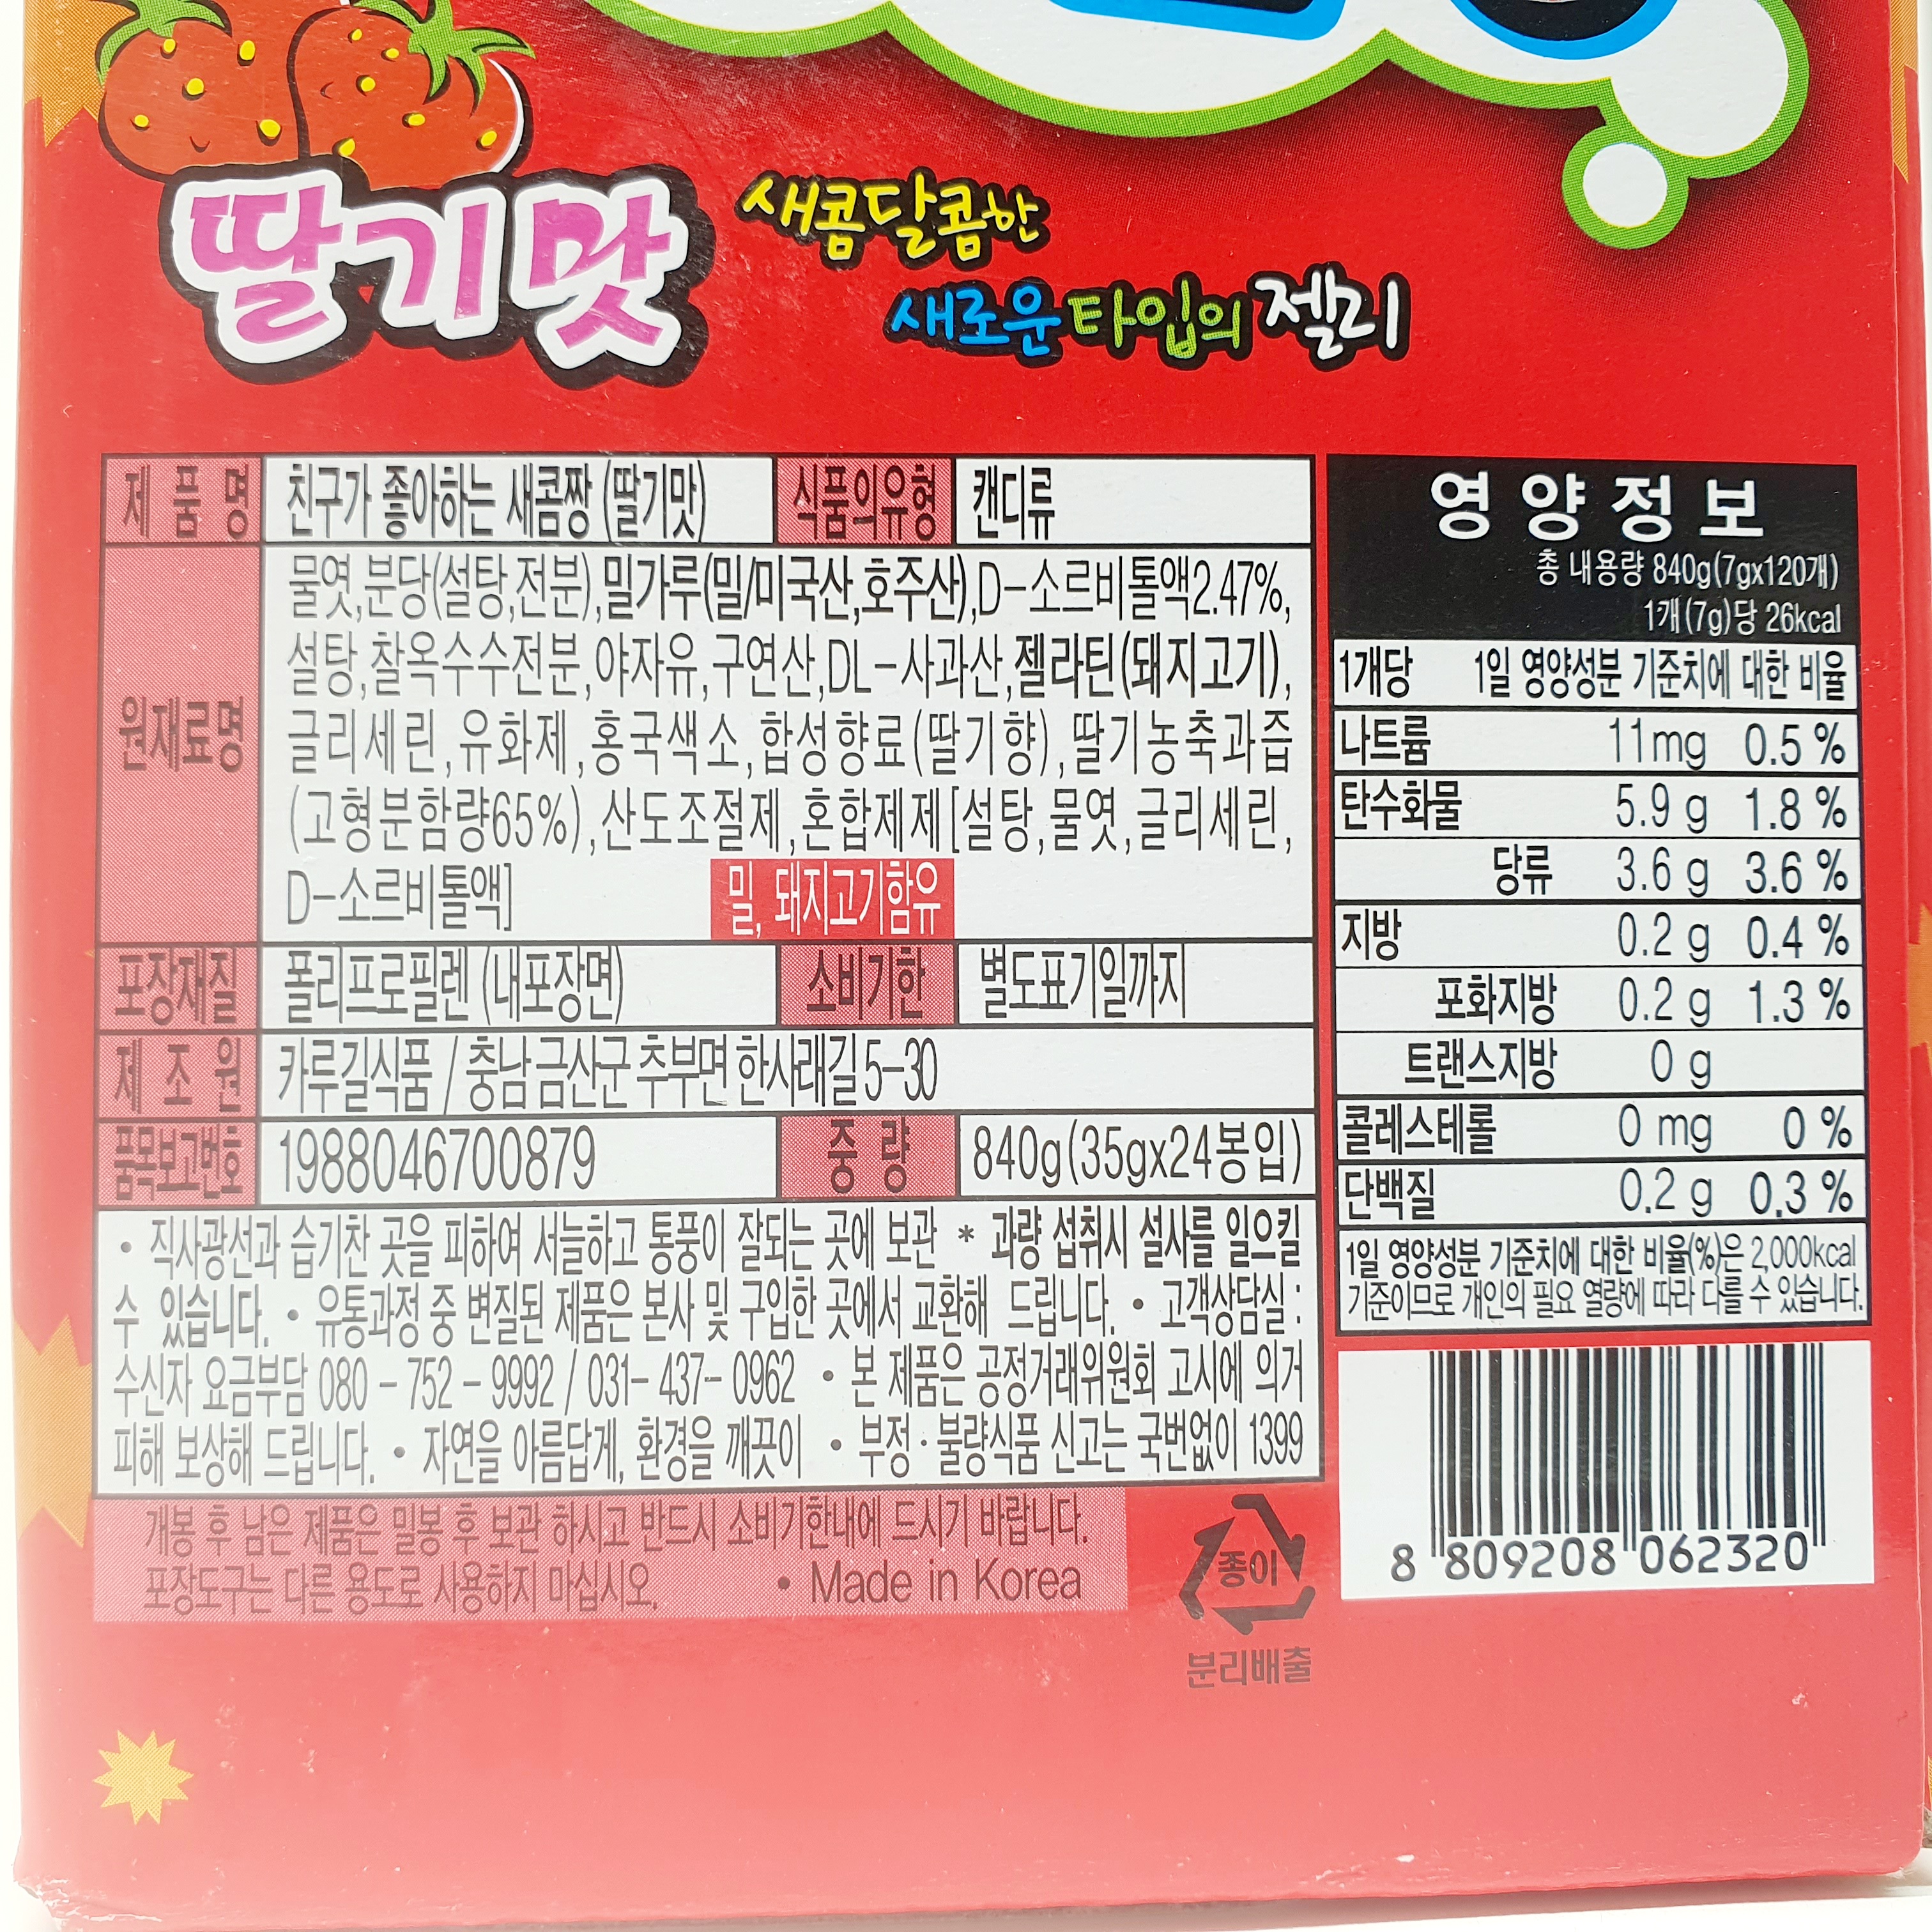 딸기맛
새콤달콤한
새로운 타입의 젤리
제 품 명 친구가 좋아하는 새콤짱 (딸기맛) 식품의유형 캔디류
원재료명
물엿,분당(설탕,전분),밀가루(밀/미국산,호주산),D-소르비톨액2.47%,
설탕,찰옥수수전분,야자유,구연산,DL-사과산,젤라틴(돼지고기),
글리세린,유화제,홍국색소,합성향료(딸기향),딸기농축과즙
(고형분함량65%),산도조절제,혼합제제[설탕,물엿,글리세린,
D-소르비톨액]
밀, 돼지고기함유
포장재질 폴리프로필렌 (내포장면) 소비기한 별도표기일까지
제 조 원 카루길식품 / 충남 금산군 추부면 한사래길 5-30
품목보고번호 1988046700879 중 량 840g(35gx24봉입)
• 직사광선과 습기찬 곳을 피하여 서늘하고 통풍이 잘되는 곳에 보관 * 과량 섭취시 설사를 일으킬
수 있습니다. • 유통과정 중 변질된 제품은 본사 및 구입한 곳에서 교환해 드립니다. • 고객상담실 :
수신자 요금부담 080 - 752 - 9992 / 031- 437- 0962 • 본 제품은 공정거래위원회 고시에 의거
피해 보상해 드립니다. • 자연을 아름답게, 환경을 깨끗이 • 부정 · 불량식품 신고는 국번없이 1399
개봉 후 남은 제품은 밀봉 후 보관 하시고 반드시 소비기한내에 드시기 바랍니다.
포장도구는 다른 용도로 사용하지 마십시오. • Made in Korea
종이
분리배출
영 양 정 보
총 내용량 840g(7gx120개)
1개 (7g)당 26kcal
1개당 1일 영양성분 기준치에 대한 비율
나트륨 11mg 0.5 %
탄수화물 5.9 g 1.8 %
당류 3.6 g 3.6 %
지방 0.2 g 0.4 %
포화지방 0.2 g 1.3 %
트랜스지방 0 g
콜레스테롤 0 mg 0 %
단백질 0.2 g 0.3 %
1일 영양성분 기준치에 대한 비율(%)은 2,000kcal
기준이므로 개인의 필요 열량에 따라 다를 수 있습니다.
8 809208 062320